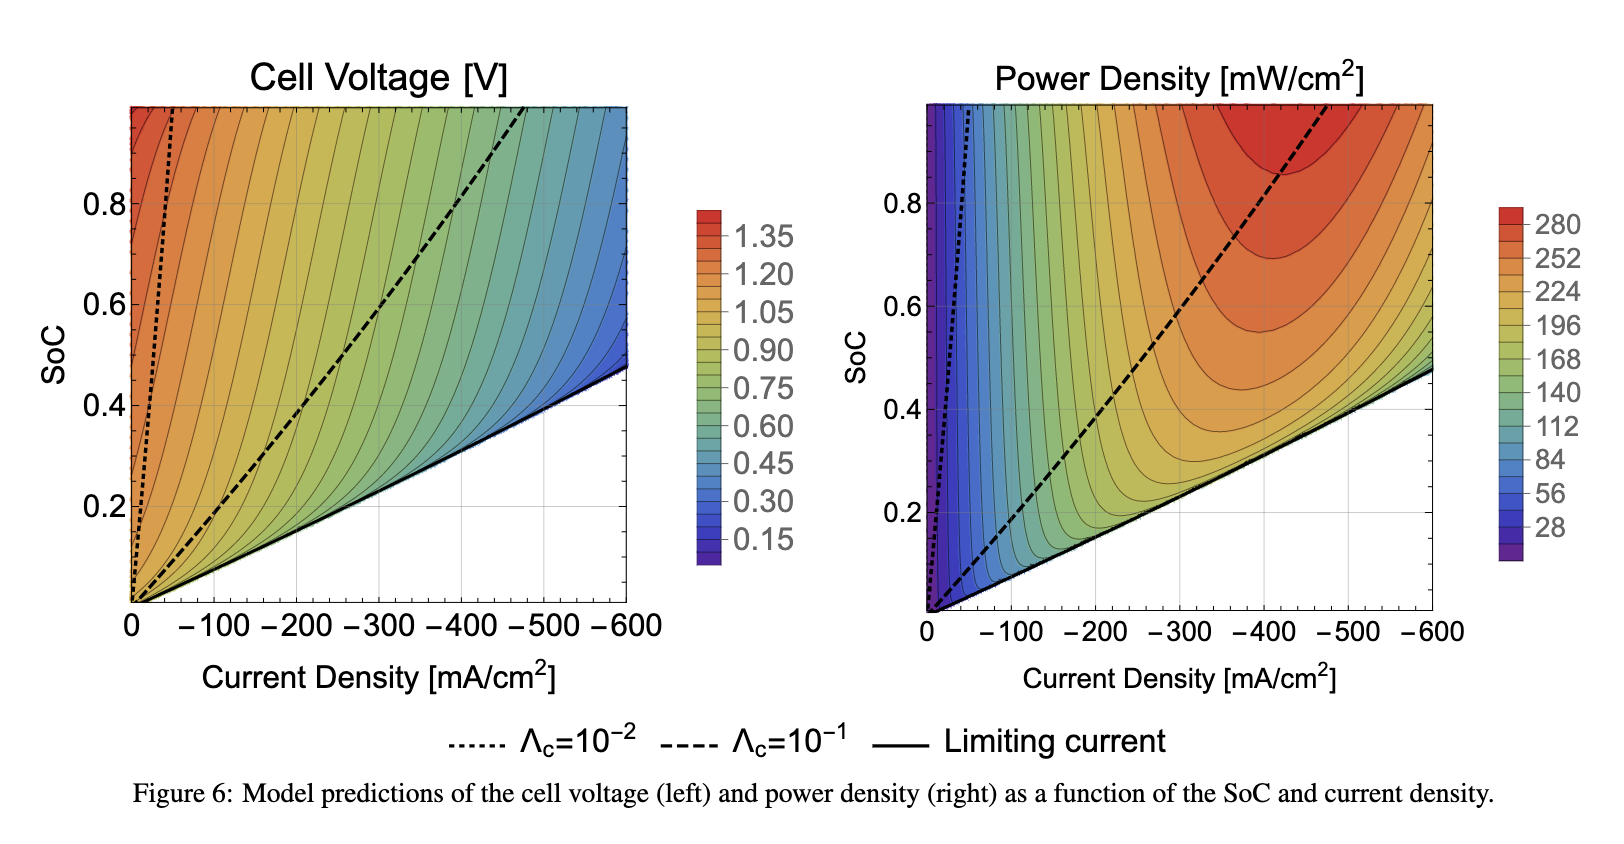 Cell Voltage [V]
SoC
0.8
0.6
0.4
0.2
0 −100 −200 −300 −400 −500 −600
Current Density [mA/cm²]
1.35
1.20
1.05
0.90
0.75
0.60
0.45
0.30
0.15
Power Density [mW/cm²]
SoC
0.8
0.6
0.4
0.2
0 −100 −200 −300 −400 −500 −600
Current Density [mA/cm²]
280
252
224
196
168
140
112
84
56
28
Λc=10⁻² Λc=10⁻¹ Limiting current
Figure 6: Model predictions of the cell voltage (left) and power density (right) as a function of the SoC and current density.